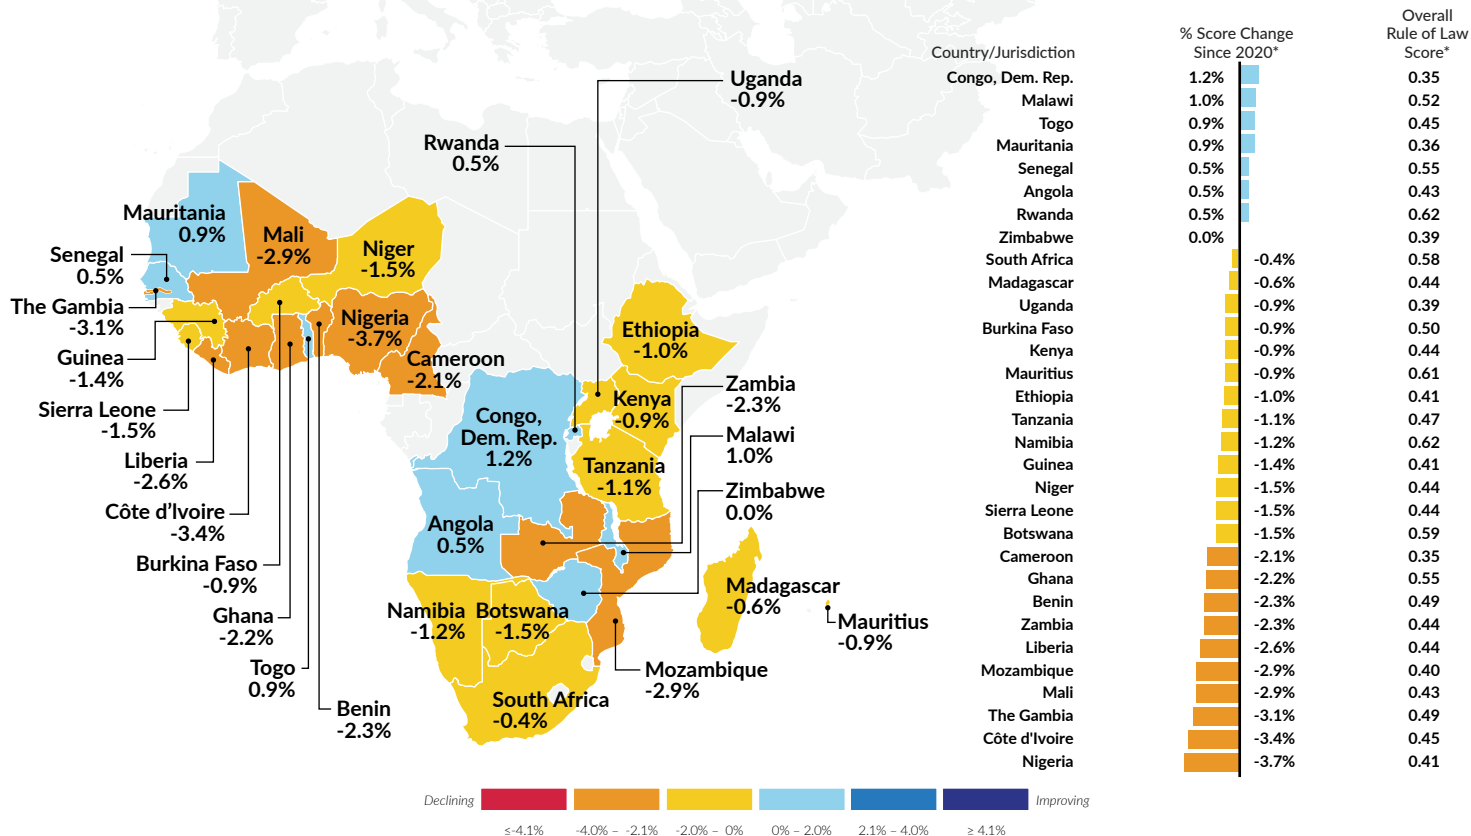 Uganda
-0.9%
Rwanda
0.5%
Mauritania
0.9%
Mali
-2.9%
Niger
-1.5%
Senegal
0.5%
The Gambia
-3.1%
Nigeria
-3.7%
Ethiopia
-1.0%
Guinea
-1.4%
Cameroon
-2.1%
Zambia
-2.3%
Kenya
-0.9%
Sierra Leone
-1.5%
Congo,
Dem. Rep.
1.2%
Malawi
1.0%
Liberia
-2.6%
Tanzania
-1.1%
Zimbabwe
0.0%
Côte d’Ivoire
-3.4%
Angola
0.5%
Burkina Faso
-0.9%
Madagascar
-0.6%
Ghana
-2.2%
Namibia
-1.2%
Botswana
-1.5%
Mauritius
-0.9%
Togo
0.9%
Mozambique
-2.9%
Benin
-2.3%
South Africa
-0.4%
Country/Jurisdiction
% Score Change
Since 2020*
Overall
Rule of Law
Score*
Congo, Dem. Rep. 1.2% 0.35
Malawi 1.0% 0.52
Togo 0.9% 0.45
Mauritania 0.9% 0.36
Senegal 0.5% 0.55
Angola 0.5% 0.43
Rwanda 0.5% 0.62
Zimbabwe 0.0% 0.39
South Africa -0.4% 0.58
Madagascar -0.6% 0.44
Uganda -0.9% 0.39
Burkina Faso -0.9% 0.50
Kenya -0.9% 0.44
Mauritius -0.9% 0.61
Ethiopia -1.0% 0.41
Tanzania -1.1% 0.47
Namibia -1.2% 0.62
Guinea -1.4% 0.41
Niger -1.5% 0.44
Sierra Leone -1.5% 0.44
Botswana -1.5% 0.59
Cameroon -2.1% 0.35
Ghana -2.2% 0.55
Benin -2.3% 0.49
Zambia -2.3% 0.44
Liberia -2.6% 0.44
Mozambique -2.9% 0.40
Mali -2.9% 0.43
The Gambia -3.1% 0.49
Côte d'Ivoire -3.4% 0.45
Nigeria -3.7% 0.41
Declining Improving
≤-4.1% -4.0% – -2.1% -2.0% – 0% 0% – 2.0% 2.1% – 4.0% ≥ 4.1%